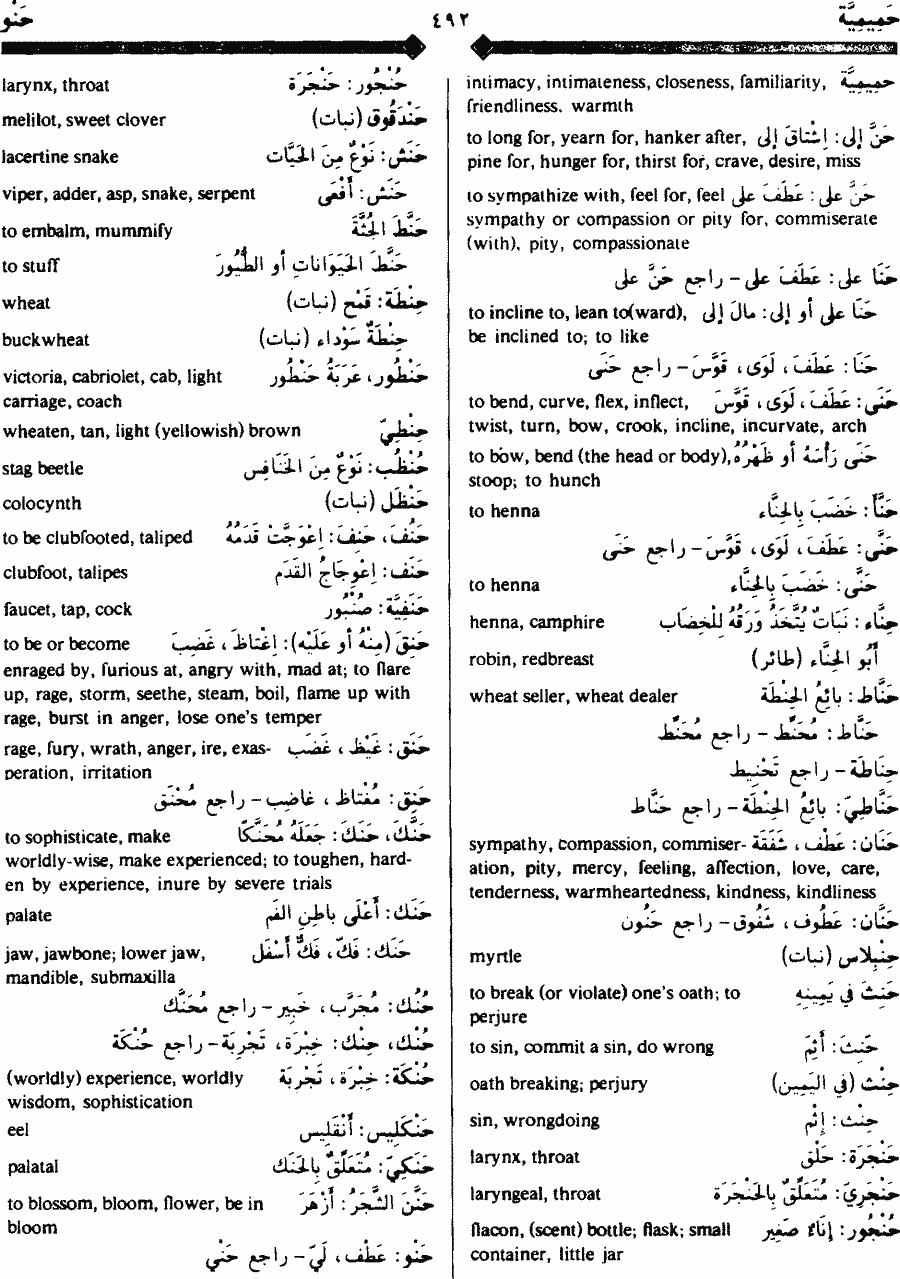 حَمِيمِيَّة
٤٩٢
حَنْو
intimacy, intimateness, closeness, familiarity, حَمِيمِيَّة
friendliness. warmth
to long for, yearn for, hanker after, حَنَّ إلى: اِشْتَاقَ إلى
pine for, hunger for, thirst for, crave, desire, miss
to sympathize with, feel for, feel حَنَّ على: عَطَفَ على
sympathy or compassion or pity for, commiserate
(with), pity, compassionate
حَنَا على: عَطَفَ على - راجع حَنَّ على
to incline to, lean to(ward), حَنَا على أو إلى: مالَ إلى
be inclined to; to like
حَنَا: عَطَفَ، لَوَى، قَوَّسَ - راجع حَنَى
to bend, curve, flex, inflect, حَنَى: عَطَفَ، لَوَى، قَوَّسَ
twist, turn, bow, crook, incline, incurvate, arch
to bow, bend (the head or body), حَنَى رَأْسَهُ أو ظَهْرَهُ
stoop; to hunch
to henna حَنَّأَ: خَضَبَ بِالحِنَّاء
حَنَّى: عَطَفَ، لَوَى، قَوَّسَ - راجع حَنَى
to henna حَنَّى: خَضَبَ بِالحِنَّاء
henna, camphire حِنَّاء: نَبَاتٌ يُتَّخَذُ وَرَقُهُ لِلْخِضَاب
robin, redbreast أَبُو الحِنَّاء (طائر)
wheat seller, wheat dealer حَنَّاط: بائِعُ الحِنْطَة
حَنَّاط: مُحَنِّط - راجع مُحَنِّط
حِنَاطَة - راجع تَحْنِيط
حَنَّاطِيّ: بائِعُ الحِنْطَة - راجع حَنَّاط
sympathy, compassion, commiser- حَنَان: عَطْف، شَفَقَة
ation, pity, mercy, feeling, affection, love, care,
tenderness, warmheartedness, kindness, kindliness
حَنَّان: عَطُوف، شَفُوق - راجع حَنُون
myrtle حَنْبَلاس (نبات)
to break (or violate) one's oath; to حَنِثَ في يَمِينِهِ
perjure
to sin, commit a sin, do wrong حَنِثَ: أَثِمَ
oath breaking; perjury حِنْث (في اليَمِين)
sin, wrongdoing حِنْث: إِثْم
larynx, throat حَنْجَرَة: حَلْق
laryngeal, throat حَنْجَرِيّ: مُتَعَلِّقٌ بِالحَنْجَرَة
flacon, (scent) bottle; flask; small حُنْجُور: إنَاءٌ صَغِير
container, little jar
larynx, throat حُنْجُور: حَنْجَرَة
melilot, sweet clover حَنْدَقُوق (نبات)
lacertine snake حَنَش: نَوْعٌ مِنَ الحَيَّات
viper, adder, asp, snake, serpent حَنَش: أَفْعَى
to embalm, mummify حَنَّطَ الجُثَّةَ
to stuff حَنَّطَ الحَيَوَاناتِ أو الطُّيُورَ
wheat حِنْطَة: قَمْح (نبات)
buckwheat حِنْطَةٌ سَوْداء (نبات)
victoria, cabriolet, cab, light حَنْطُور، عَرَبَةُ حَنْطُور
carriage, coach
wheaten, tan, light (yellowish) brown حِنْطِيّ
stag beetle حُنْظُب: نَوْعٌ مِنَ الخَنَافِس
colocynth حَنْظَل (نبات)
to be clubfooted, taliped حَنُفَ، حَنِفَ: اِعْوَجَّتْ قَدَمُهُ
clubfoot, talipes حَنَف: اِعْوِجَاجُ القَدَم
faucet, tap, cock حَنَفِيَّة: صُنْبُور
to be or become حَنِقَ (مِنْهُ أو عَلَيْهِ): اِغْتَاظَ، غَضِبَ
enraged by, furious at, angry with, mad at; to flare
up, rage, storm, seethe, steam, boil, flame up with
rage, burst in anger, lose one's temper
rage, fury, wrath, anger, ire, exas- حَنَق: غَيْظ، غَضَب
peration, irritation
حَنِق: مُغْتَاظ، غاضِب - راجع مُحْنَق
to sophisticate, make حَنَّكَ، حَنَكَ: جَعَلَهُ مُحَنَّكًا
worldly-wise, make experienced; to toughen, hard-
en by experience, inure by severe trials
palate حَنَك: أَعْلَى باطِنِ الفَم
jaw, jawbone; lower jaw, حَنَك: فَكّ، فَكٌّ أَسْفَل
mandible, submaxilla
حُنُك: مُجَرَّب، خَبِير - راجع مُحَنَّك
حُنْك، حِنْك: خِبْرَة، تَجْرِبَة - راجع حُنْكَة
(worldly) experience, worldly حُنْكَة: خِبْرَة، تَجْرِبَة
wisdom, sophistication
eel حَنْكَلِيس: أَنْقَلِيس
palatal حَنَكِيّ: مُتَعَلِّقٌ بِالحَنَك
to blossom, bloom, flower, be in حَنَّنَ الشَّجَرُ: أَزْهَرَ
bloom
حَنْو: عَطْف، لَيّ - راجع حَنْي